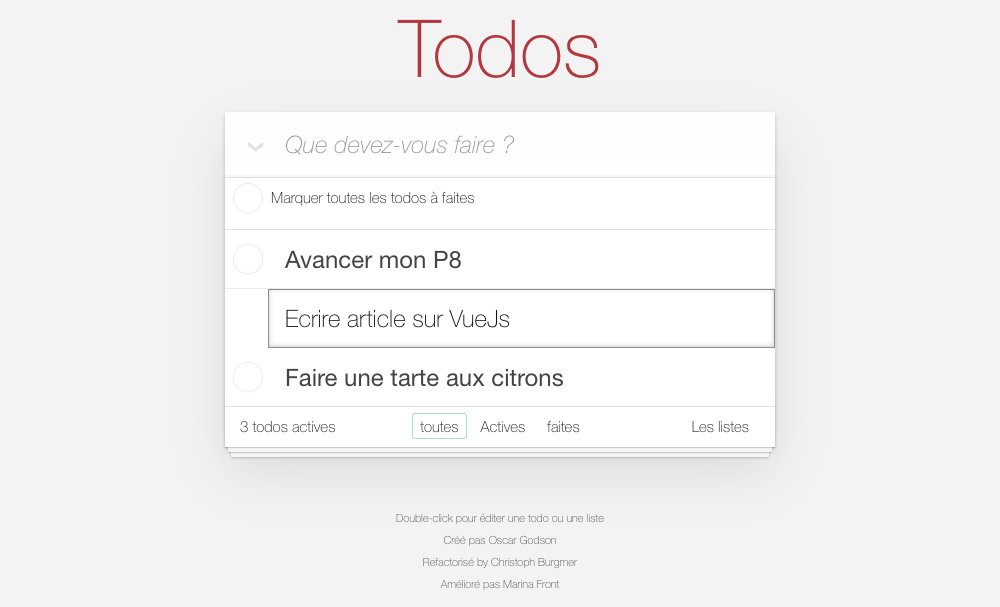 Todos
Que devez-vous faire ?
Marquer toutes les todos à faites
Avancer mon P8
Ecrire article sur VueJs
Faire une tarte aux citrons
3 todos actives toutes Actives faites Les listes
Double-click pour éditer une todo ou une liste
Créé pas Oscar Godson
Refactorisé by Christoph Burgmer
Amélioré pas Marina Front